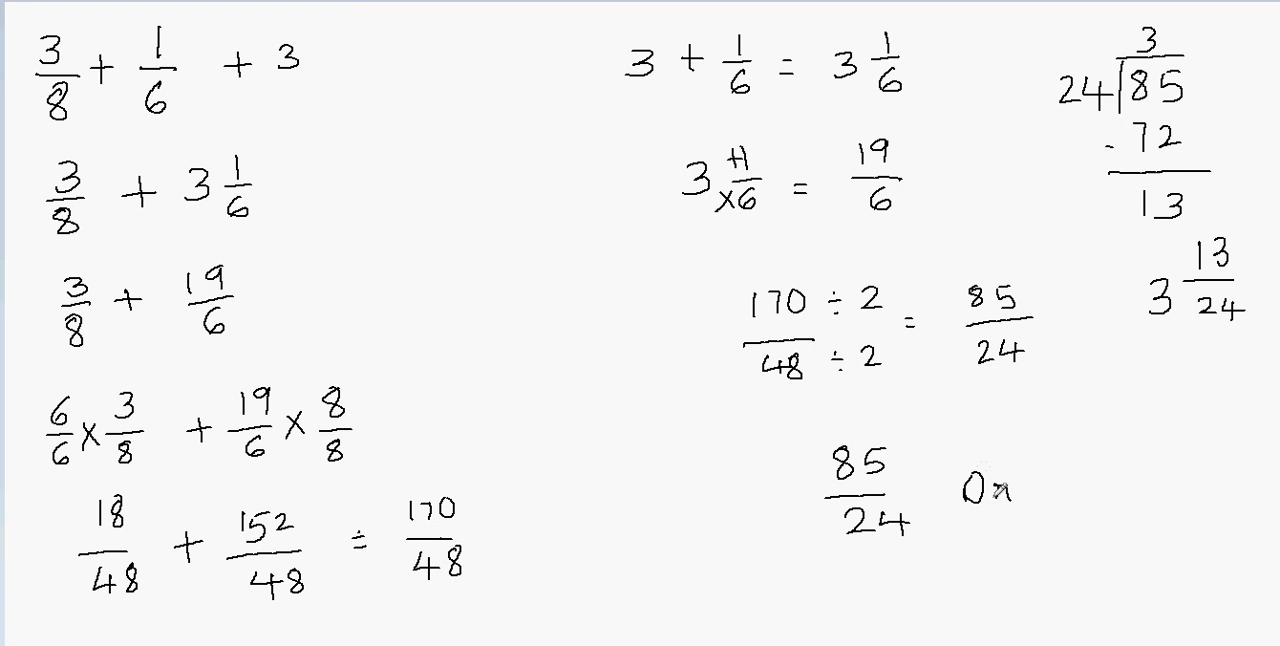 3/8 + 1/6 + 3
3/8 + 3 1/6
3/8 + 19/6
6/6 × 3/8 + 19/6 × 8/8
18/48 + 152/48 = 170/48
3 + 1/6 = 3 1/6
3 +1/×6 = 19/6
170 ÷ 2 / 48 ÷ 2 = 85/24
85/24
3
24 85
- 72
13
3 13/24